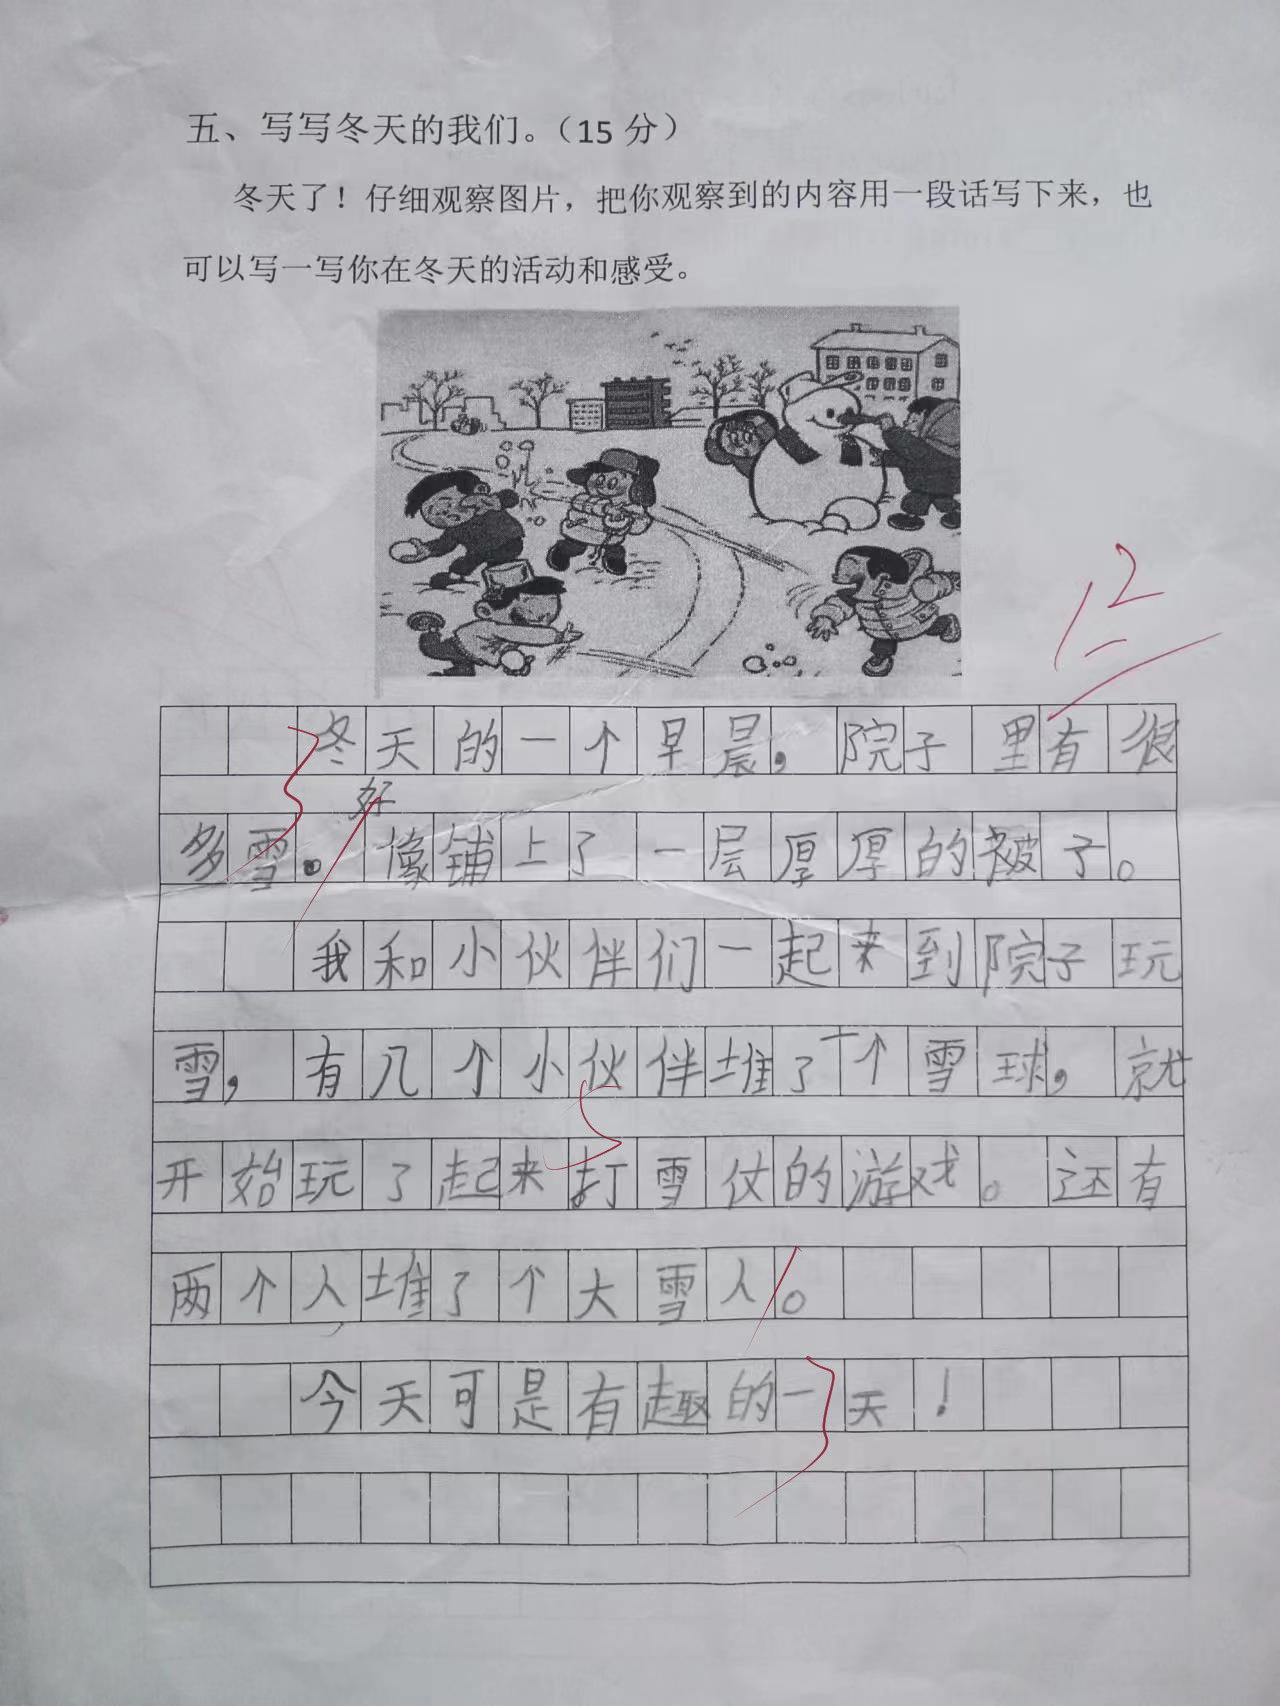 五、写写冬天的我们。（15 分）
冬天了！仔细观察图片，把你观察到的内容用一段话写下来，也
可以写一写你在冬天的活动和感受。
12
冬天的一个早晨，院子里有很
好
多雪。像铺上了一层厚厚的被子。
我和小伙伴们一起来到院子玩
雪，有几个小伙伴堆了一个雪球，就
开始玩了起来打雪仗的游戏。还有
两个人堆了个大雪人。
今天可是有趣的一天！